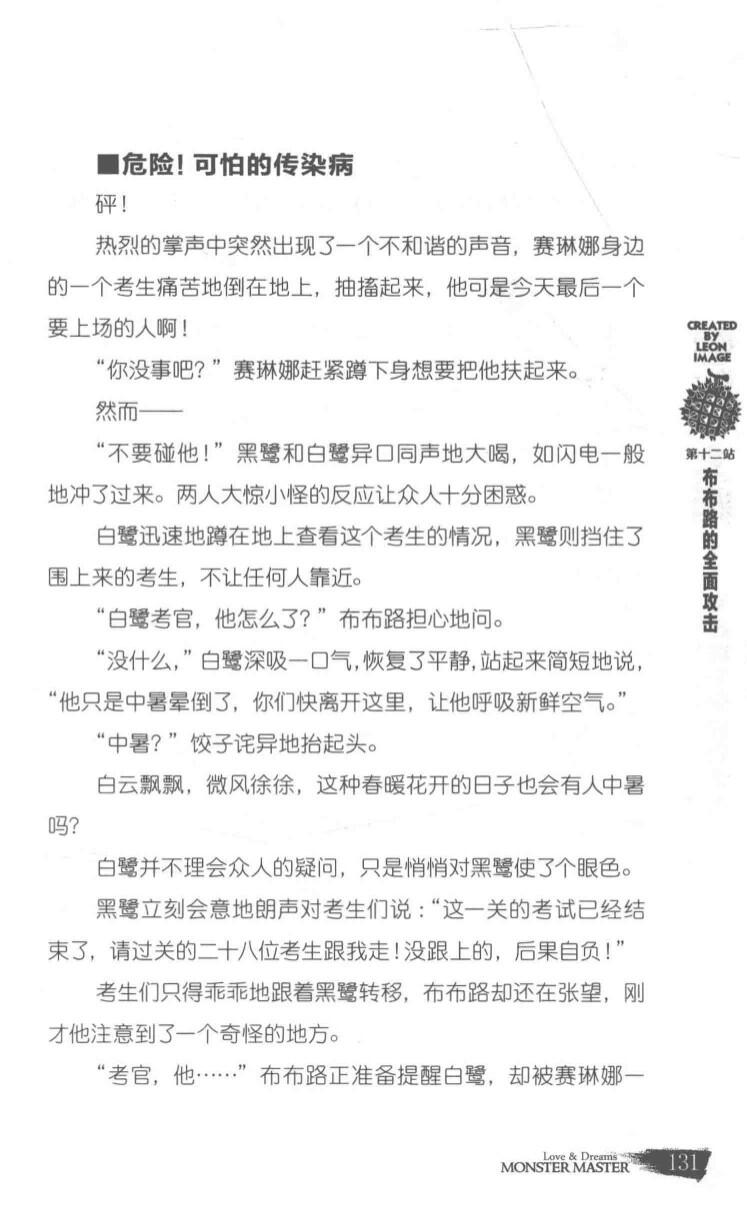 ■危险！可怕的传染病
砰！
热烈的掌声中突然出现了一个不和谐的声音，赛琳娜身边
的一个考生痛苦地倒在地上，抽搐起来，他可是今天最后一个
要上场的人啊！
“你没事吧？”赛琳娜赶紧蹲下身想要把他扶起来。
然而——
“不要碰他！”黑鹭和白鹭异口同声地大喝，如闪电一般
地冲了过来。两人大惊小怪的反应让众人十分困惑。
白鹭迅速地蹲在地上查看这个考生的情况，黑鹭则挡住了
围上来的考生，不让任何人靠近。
“白鹭考官，他怎么了？”布布路担心地问。
“没什么，”白鹭深吸一口气，恢复了平静，站起来简短地说，
“他只是中暑晕倒了，你们快离开这里，让他呼吸新鲜空气。”
“中暑？”饺子诧异地抬起头。
白云飘飘，微风徐徐，这种春暖花开的日子也会有人中暑
吗？
白鹭并不理会众人的疑问，只是悄悄对黑鹭使了个眼色。
黑鹭立刻会意地朗声对考生们说：“这一关的考试已经结
束了，请过关的二十八位考生跟我走！没跟上的，后果自负！”
考生们只得乖乖地跟着黑鹭转移，布布路却还在张望，刚
才他注意到了一个奇怪的地方。
“考官，他……”布布路正准备提醒白鹭，却被赛琳娜一
CREATED
BY
LEON
IMAGE
第十二站
布布路的全面攻击
Love & Dreams
MONSTER MASTER
131